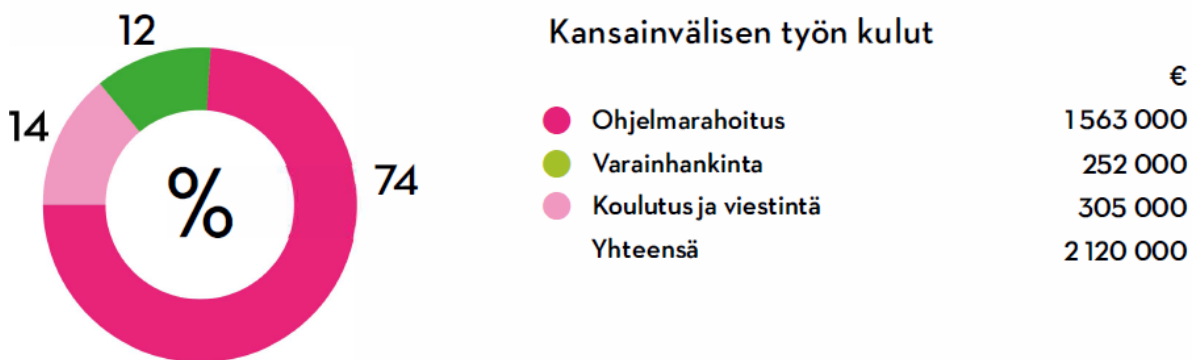 12
14
%
74
Kansainvälisen työn kulut
€
Ohjelmarahoitus 1 563 000
Varainhankinta 252 000
Koulutus ja viestintä 305 000
Yhteensä 2 120 000